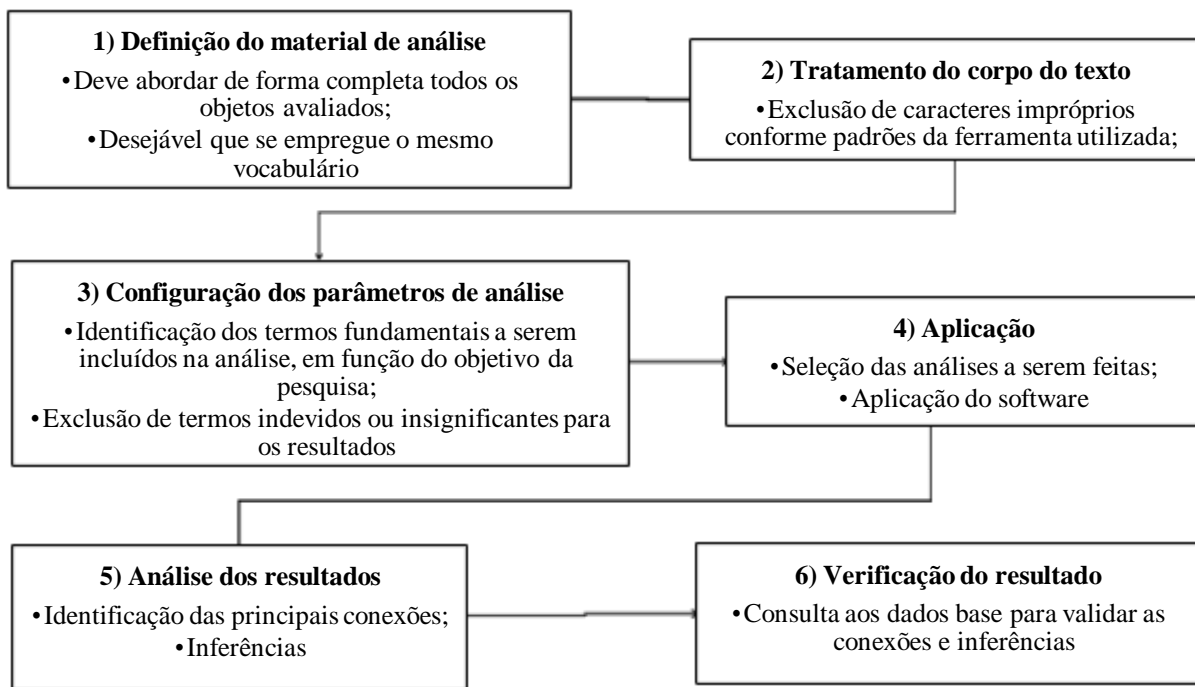 1) Definição do material de análise
•Deve abordar de forma completa todos os
objetos avaliados;
•Desejável que se empregue o mesmo
vocabulário
2) Tratamento do corpo do texto
•Exclusão de caracteres impróprios
conforme padrões da ferramenta utilizada;
3) Configuração dos parâmetros de análise
•Identificação dos termos fundamentais a serem
incluídos na análise, em função do objetivo da
pesquisa;
•Exclusão de termos indevidos ou insignificantes para
os resultados
4) Aplicação
•Seleção das análises a serem feitas;
•Aplicação do software
5) Análise dos resultados
•Identificação das principais conexões;
•Inferências
6) Verificação do resultado
•Consulta aos dados base para validar as
conexões e inferências